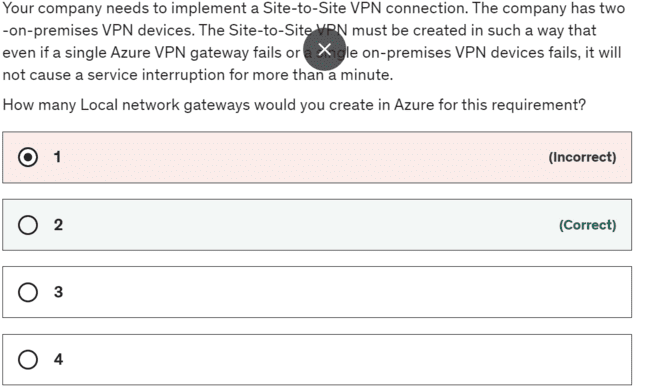 Your company needs to implement a Site-to-Site VPN connection. The company has two
-on-premises VPN devices. The Site-to-Site VPN must be created in such a way that
even if a single Azure VPN gateway fails or a single on-premises VPN devices fails, it will
not cause a service interruption for more than a minute.
How many Local network gateways would you create in Azure for this requirement?
1 (Incorrect)
2 (Correct)
3
4